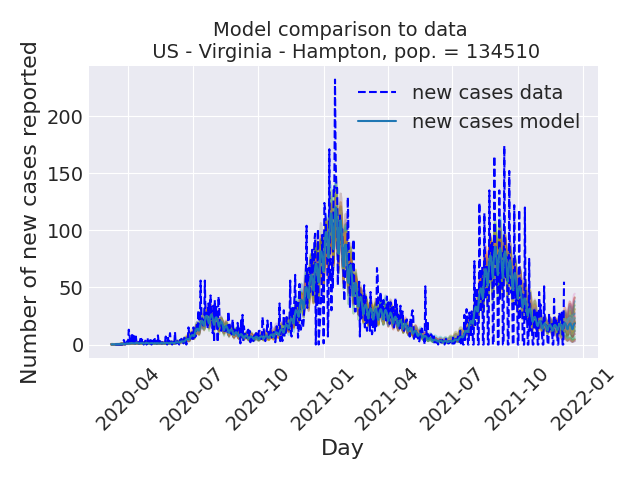 Model comparison to data
US - Virginia - Hampton, pop. = 134510
Number of new cases reported
200
150
100
50
0
new cases data
new cases model
2020-04
2020-07
2020-10
2021-01
2021-04
2021-07
2021-10
2022-01
Day